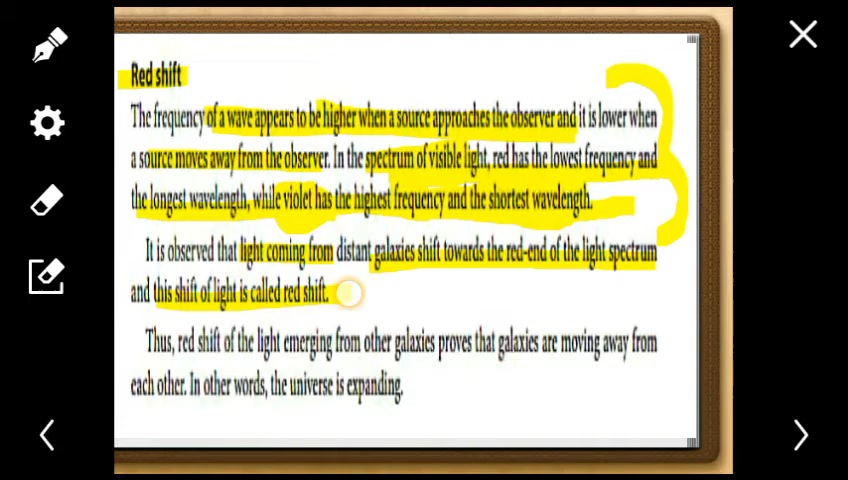 Red shift
The frequency of a wave appears to be higher when a source approaches the observer and it is lower when
a source moves away from the observer. In the spectrum of visible light, red has the lowest frequency and
the longest wavelength, while violet has the highest frequency and the shortest wavelength.
It is observed that light coming from distant galaxies shift towards the red-end of the light spectrum
and this shift of light is called red shift.
Thus, red shift of the light emerging from other galaxies proves that galaxies are moving away from
each other. In other words, the universe is expanding.